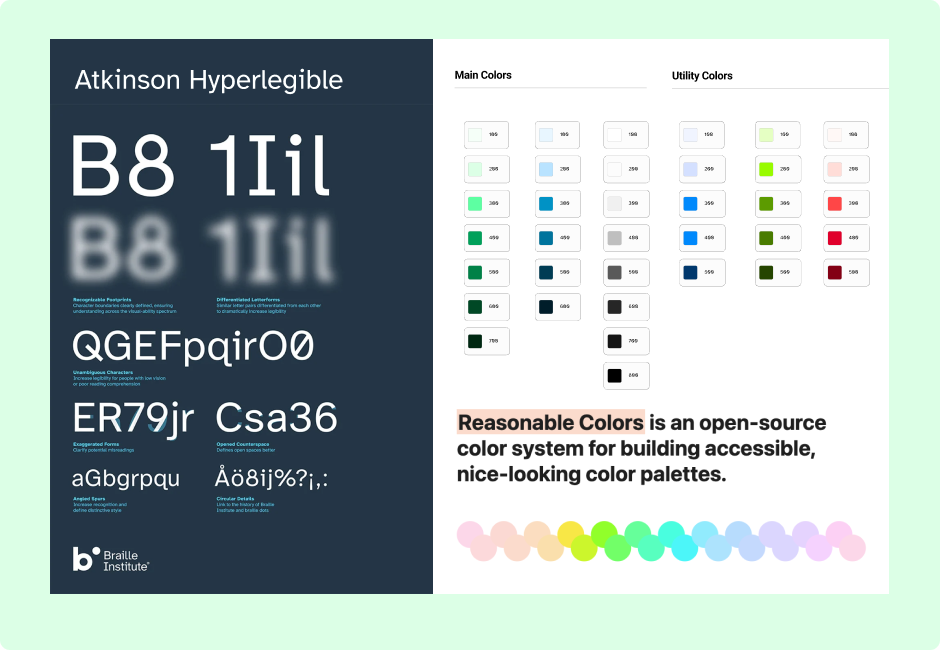 Atkinson Hyperlegible
B8 1Iil
B8 1Iil
Recognizable Footprints
Character boundaries clearly defined, ensuring
understanding across the visual-ability spectrum
Differentiated Letterforms
Similar letter pairs differentiated from each other
to dramatically increase legibility
QGEFpqirO0
Unambiguous Characters
Increase legibility for people with low vision
or poor reading comprehension
ER79jr
Csa36
Exaggerated Forms
Clarify potential misreadings
Opened Counterspace
Defines open spaces better
aGbgrpqu
Åö8ij%?¡,:
Angled Spurs
Increase recognition and
define distinctive style
Circular Details
Link to the history of Braille
Institute and braille dots
b
Braille
Institute
Main Colors
Utility Colors
100 100 100 100 100 100
200 200 200 200 200 200
300 300 300 300 300 300
400 400 400 400 400 400
500 500 500 500 500 500
600 600 600
700 700
800
Reasonable Colors is an open-source
color system for building accessible,
nice-looking color palettes.